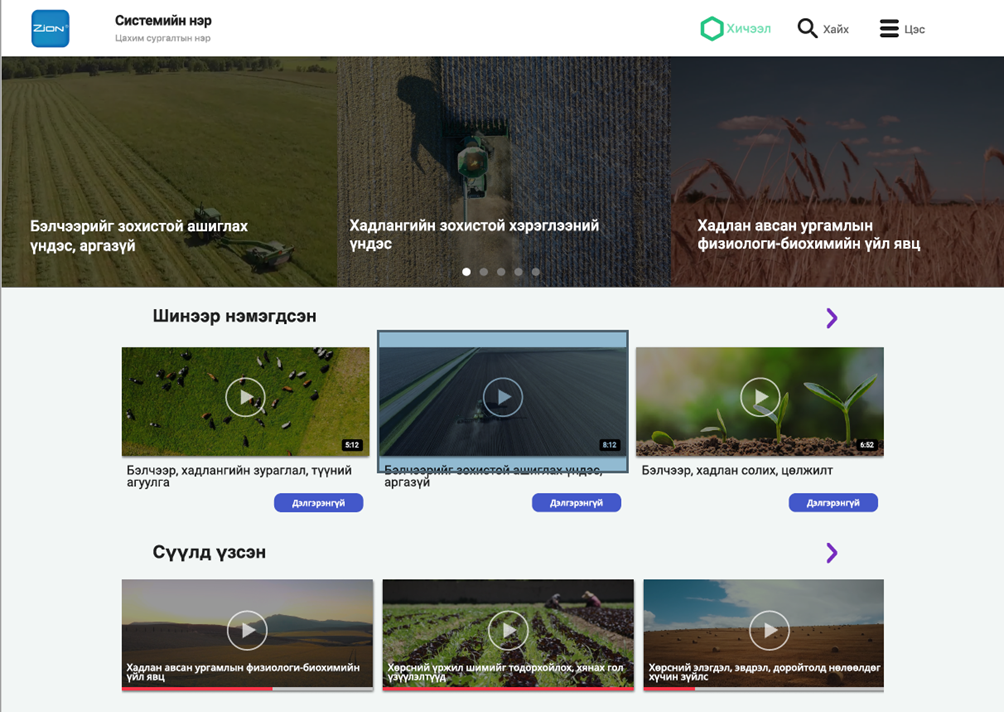 ZION®
Системийн нэр
Цахим сургалтын нэр
Хичээл
Хайх
Цэс
Бэлчээрийг зохистой ашиглах
үндэс, аргазүй
Хадлангийн зохистой хэрэглээний
үндэс
Хадлан авсан ургамлын
физиологи-биохимийн үйл явц
Шинээр нэмэгдсэн
5:12
8:12
6:52
Бэлчээр, хадлангийн зураглал, түүний
агуулга
Бэлчээрийг зохистой ашиглах үндэс,
аргазүй
Бэлчээр, хадлан солих, цөлжилт
Дэлгэрэнгүй
Дэлгэрэнгүй
Дэлгэрэнгүй
Сүүлд үзсэн
Хадлан авсан ургамлын физиологи-биохимийн
үйл явц
Хөрсний үржил шимийг тодорхойлох, хянах гол
үзүүлэлтүүд
Хөрсний элэгдэл, эвдрэл, доройтолд нөлөөлдөг
хүчин зүйлс